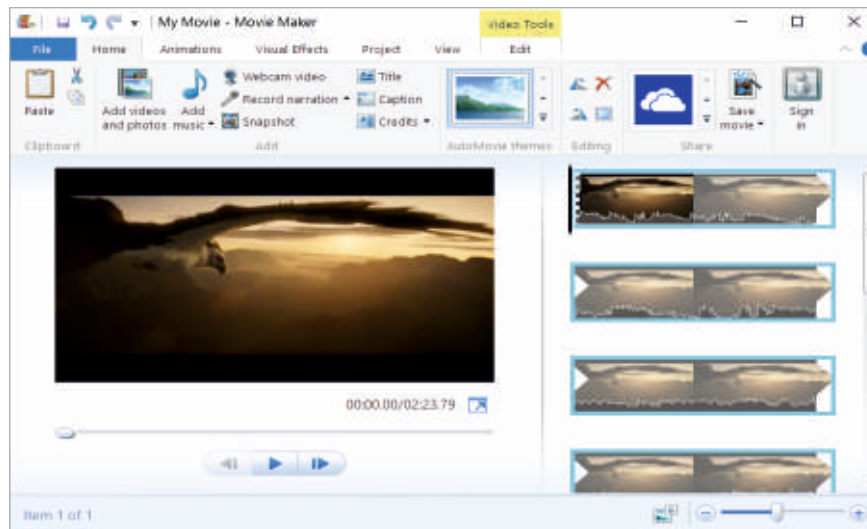 My Movie - Movie Maker
Video Tools
File Home Animations Visual Effects Project View Edit
Paste
Add videos and photos
Add music
Webcam video
Record narration
Snapshot
Title
Caption
Credits
Save movie
Sign in
Clipboard
Add
AutoMovie themes
Editing
Share
00:00.00/02:23.79
Item 1 of 1